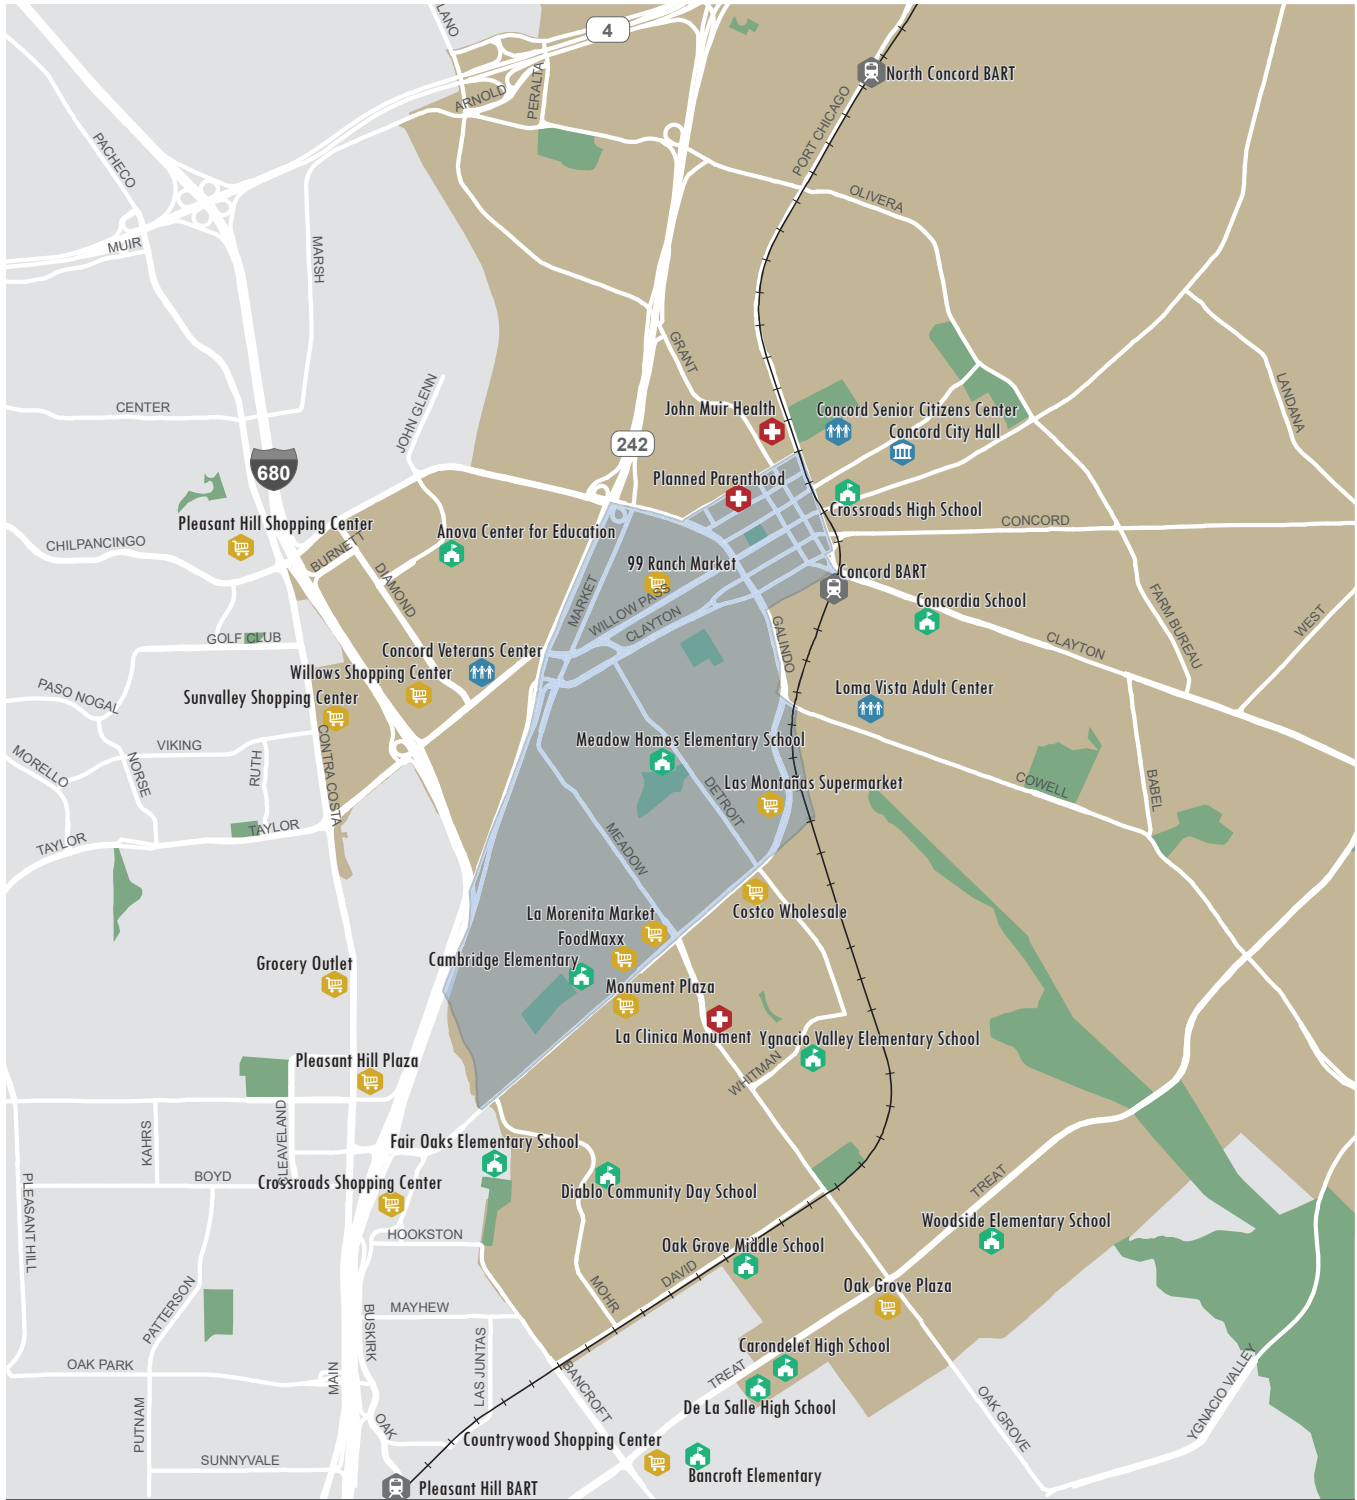 LANO
4
North Concord BART
ARNOLD
PERALTA
PORT CHICAGO
PACHECO
OLIVERA
MUIR
MARSH
GRANT
LANDANA
CENTER
JOHN GLENN
John Muir Health
Concord Senior Citizens Center
Concord City Hall
242
680
Planned Parenthood
Crossroads High School
Pleasant Hill Shopping Center
CHILPANCINGO
BURNETT
Anova Center for Education
CONCORD
99 Ranch Market
Concord BART
DIAMOND
MARKET
WILLOW PASS
CLAYTON
Concordia School
FARM BUREAU
WEST
GALINDO
CLAYTON
GOLF CLUB
Concord Veterans Center
Willows Shopping Center
Sunvalley Shopping Center
Loma Vista Adult Center
PASO NOGAL
VIKING
MORELLO
NORSE
RUTH
CONTRA COSTA
Meadow Homes Elementary School
Las Montañas Supermarket
DETROIT
COWELL
BABEL
TAYLOR
TAYLOR
MEADOW
La Morenita Market
Costco Wholesale
FoodMaxx
Cambridge Elementary
Grocery Outlet
Monument Plaza
La Clinica Monument
Ygnacio Valley Elementary School
Pleasant Hill Plaza
WHITMAN
KAHRS
CLEAVELAND
Fair Oaks Elementary School
BOYD
Crossroads Shopping Center
Diablo Community Day School
PLEASANT HILL
TREAT
Woodside Elementary School
HOOKSTON
Oak Grove Middle School
DAVID
MOHR
Oak Grove Plaza
PATTERSON
MAYHEW
BUSKIRK
LAS JUNTAS
Carondelet High School
OAK PARK
MAIN
BANCROFT
TREAT
De La Salle High School
OAK GROVE
YGNACIO VALLEY
PUTNAM
OAK
Countrywood Shopping Center
SUNNYVALE
Bancroft Elementary
Pleasant Hill BART